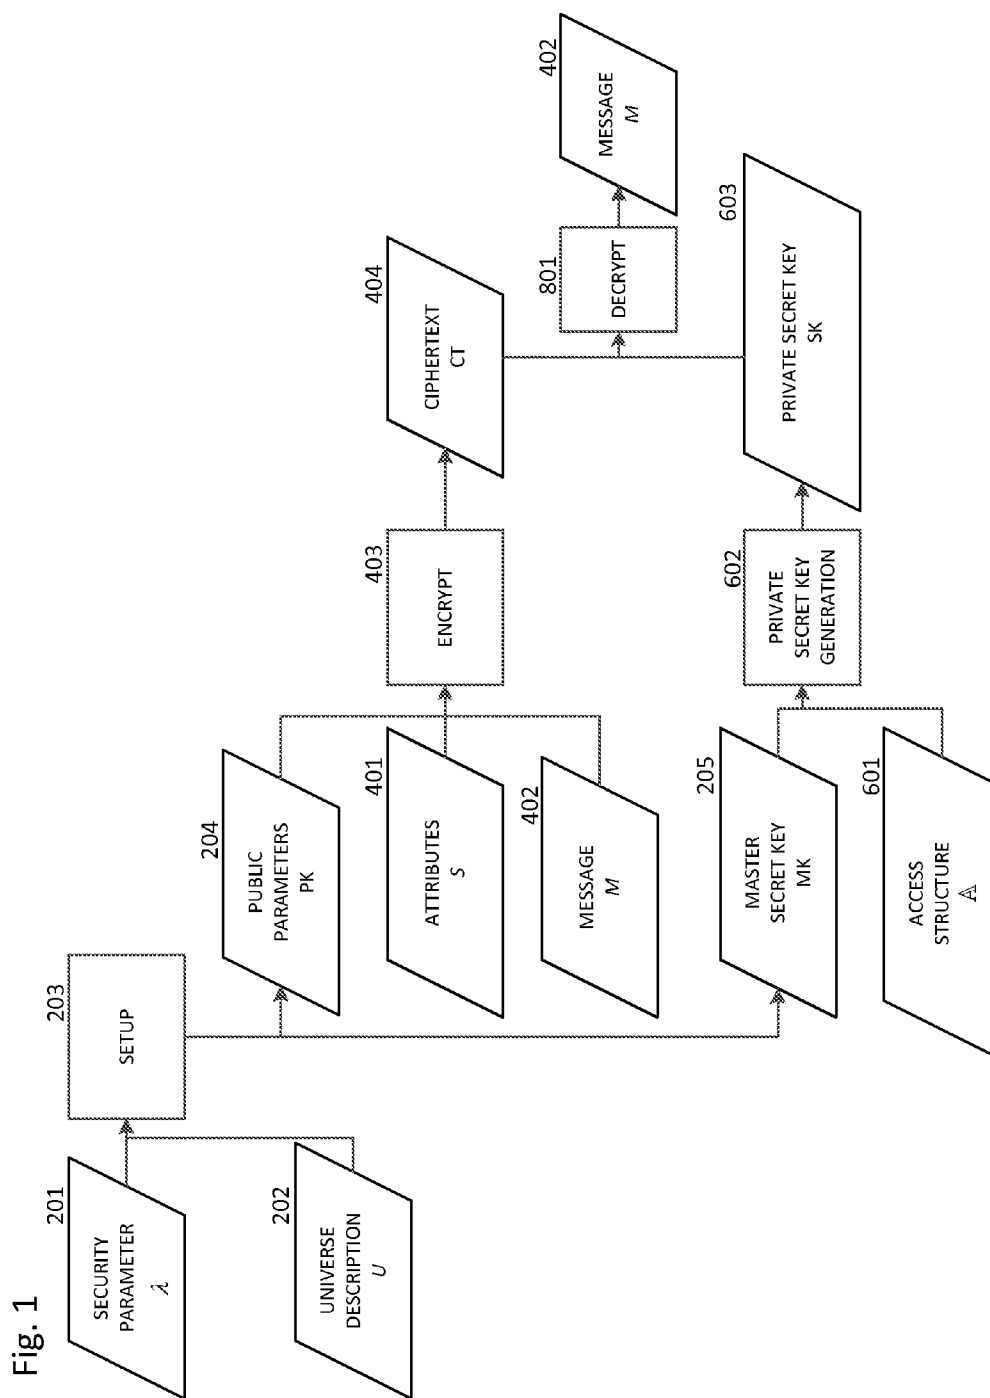 Fig. 1
201
SECURITY
PARAMETER
λ
202
UNIVERSE
DESCRIPTION
U
203
SETUP
204
PUBLIC
PARAMETERS
PK
401
ATTRIBUTES
S
402
MESSAGE
M
205
MASTER
SECRET KEY
MK
601
ACCESS
STRUCTURE
𝔸
403
ENCRYPT
602
PRIVATE
SECRET KEY
GENERATION
404
CIPHERTEXT
CT
603
PRIVATE SECRET KEY
SK
801
DECRYPT
402
MESSAGE
M